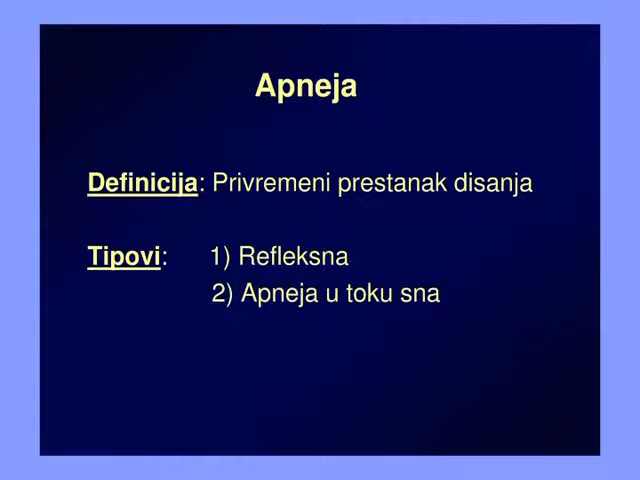 Apneja
Definicija: Privremeni prestanak disanja
Tipovi: 1) Refleksna
2) Apneja u toku sna